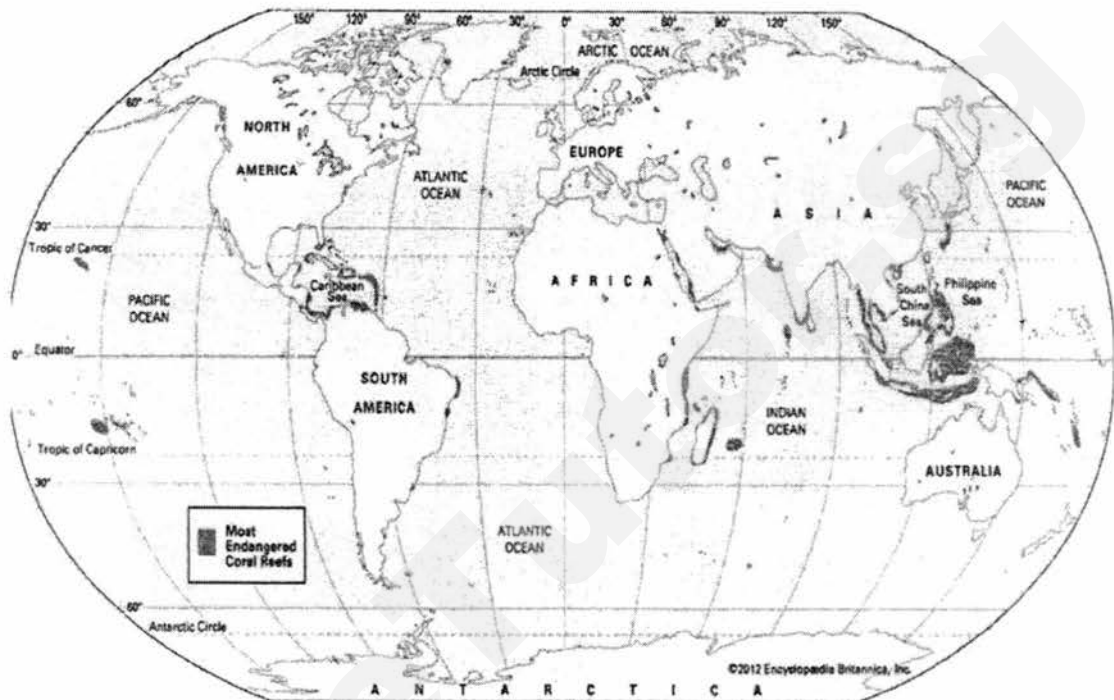 150° 120° 90° 60° 30° 0° 30° 60° 90° 120° 150°
ARCTIC OCEAN
Arctic Circle
60°
NORTH
AMERICA
EUROPE
ATLANTIC
OCEAN
ASIA
PACIFIC
OCEAN
30°
Tropic of Cancer
Caribbean
Sea
AFRICA
South
China
Sea
Philippine
Sea
PACIFIC
OCEAN
0°
Equator
SOUTH
AMERICA
INDIAN
OCEAN
Tropic of Capricorn
30°
AUSTRALIA
Most
Endangered
Coral Reefs
ATLANTIC
OCEAN
60°
Antarctic Circle
©2012 Encyclopædia Britannica, Inc.
ANTARCTICA